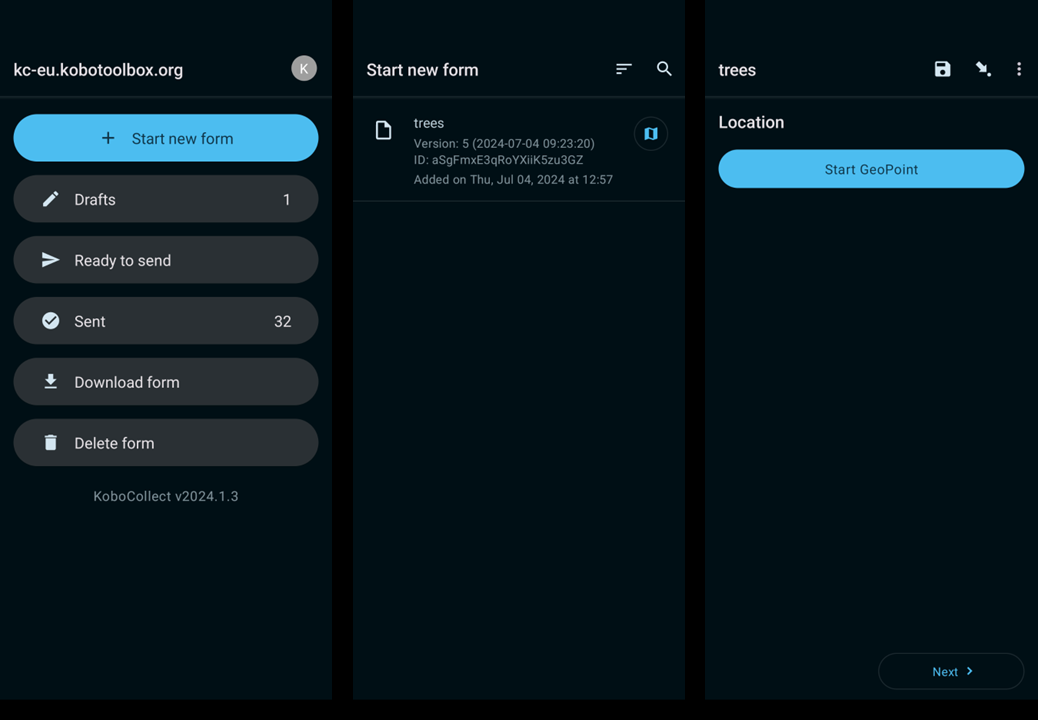 kc-eu.kobotoolbox.org
K
Start new form
Drafts
1
Ready to send
Sent
32
Download form
Delete form
KoboCollect v2024.1.3
Start new form
trees
Version: 5 (2024-07-04 09:23:20)
ID: aSgFmxE3qRoYXiiK5zu3GZ
Added on Thu, Jul 04, 2024 at 12:57
trees
Location
Start GeoPoint
Next